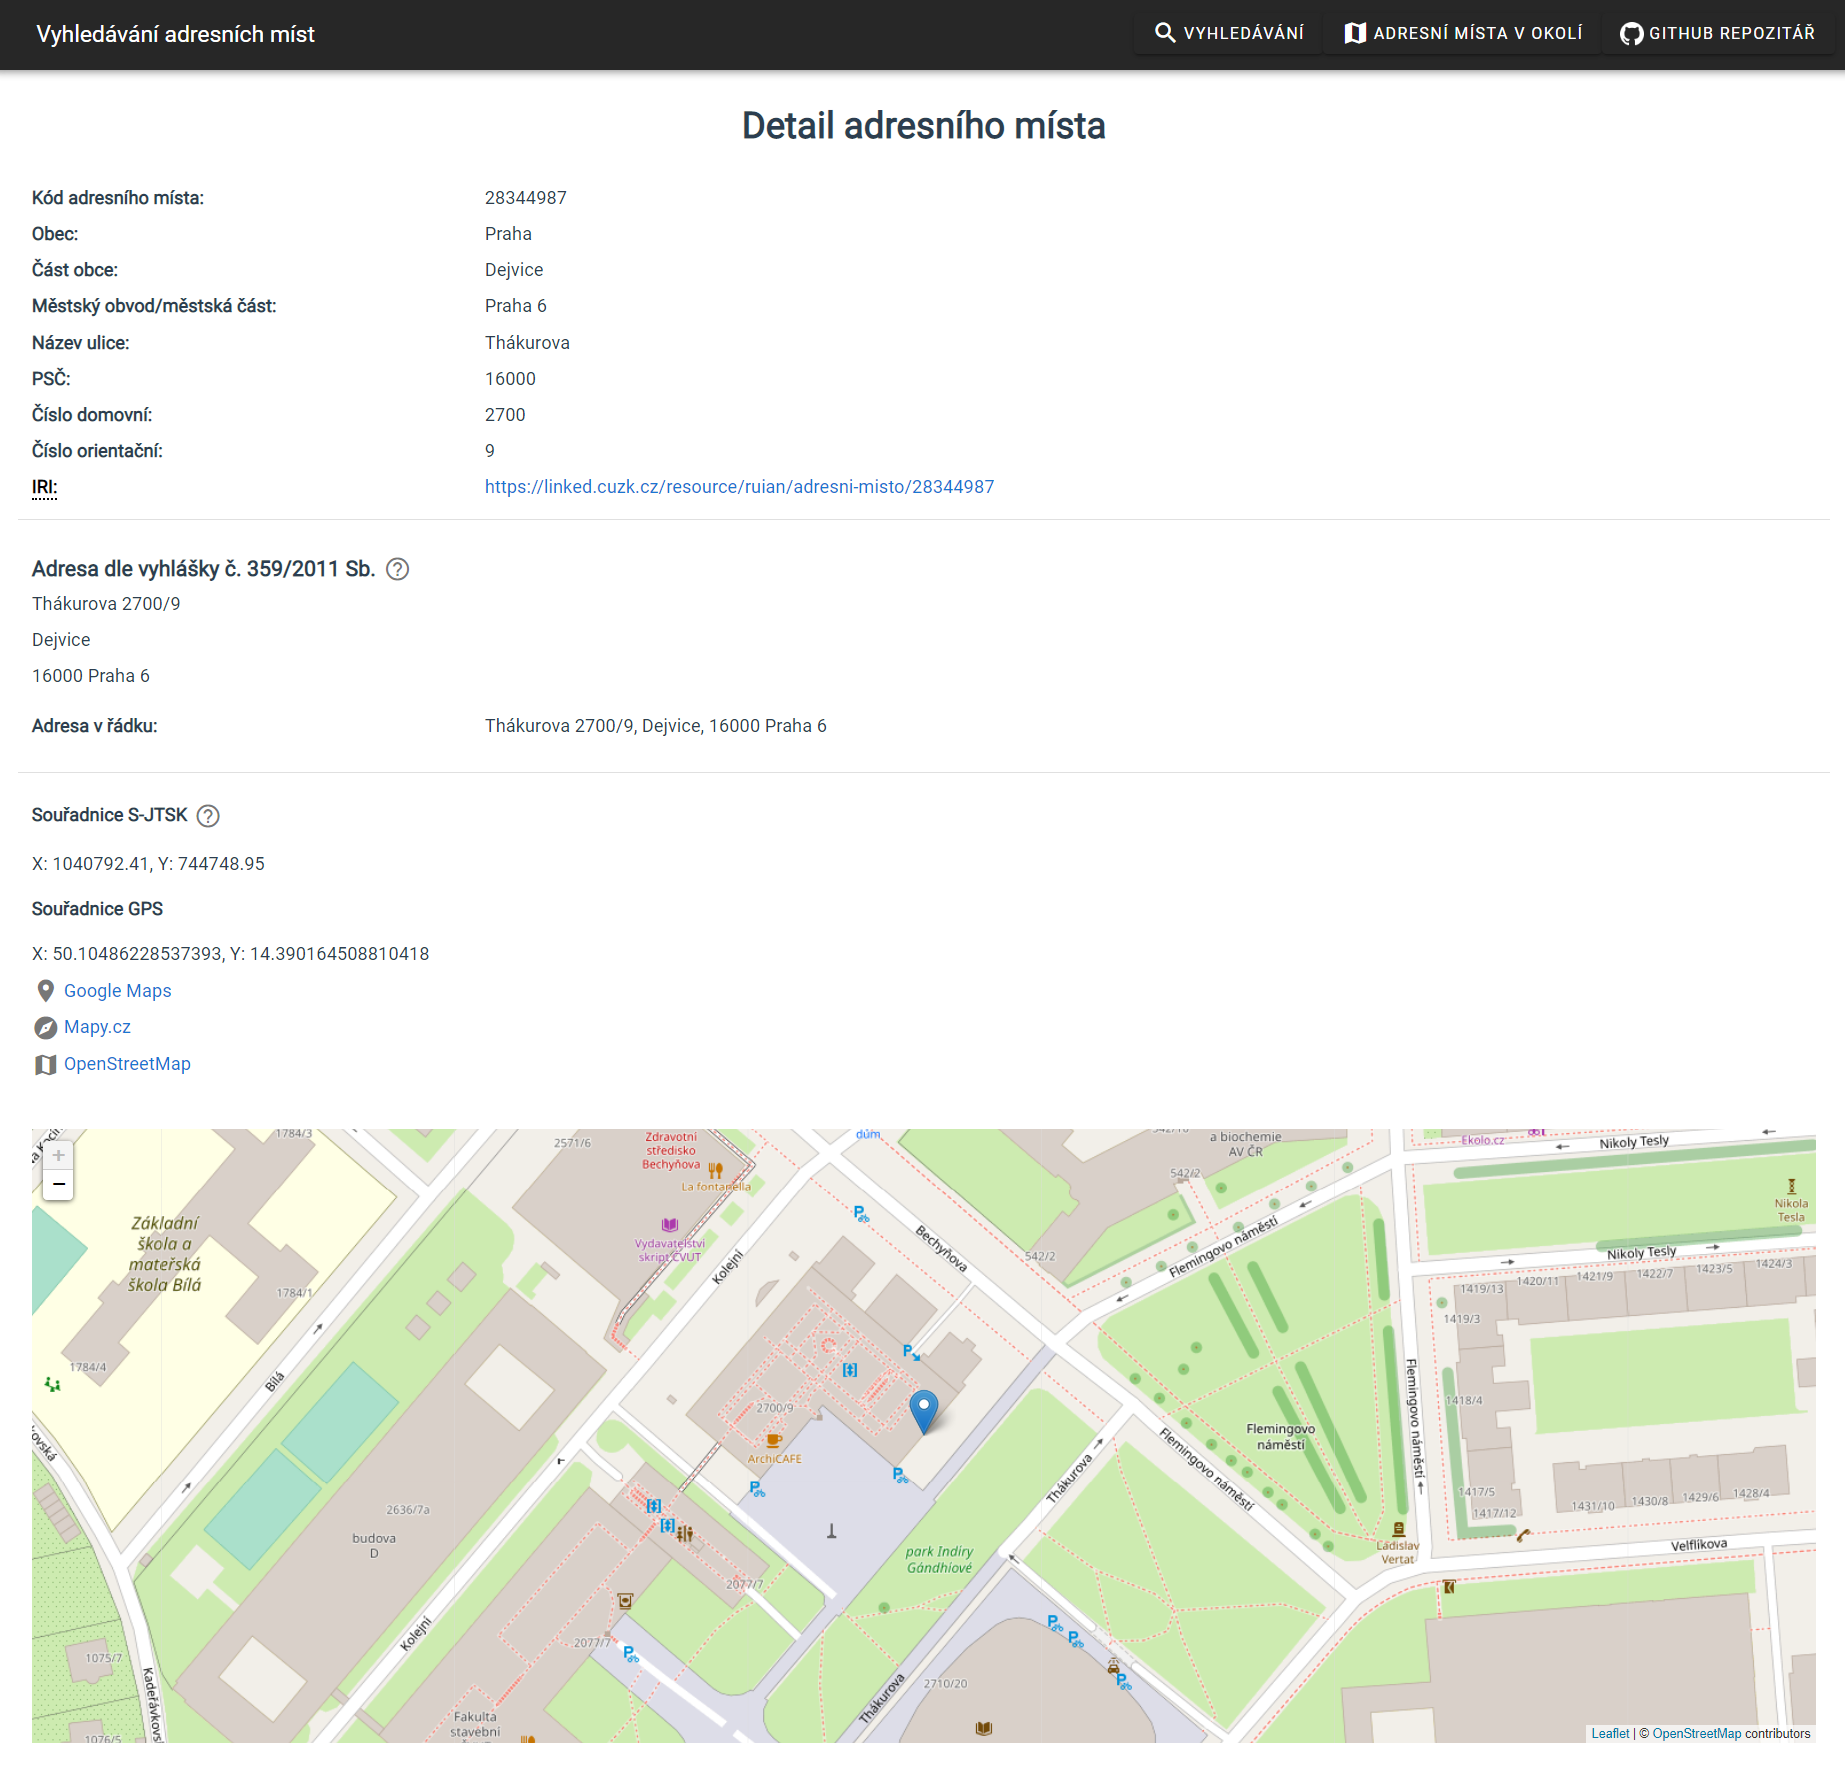 Vyhledávání adresních míst
VYHLEDÁVÁNÍ
ADRESNÍ MÍSTA V OKOLÍ
GITHUB REPOZITÁŘ
Detail adresního místa
Kód adresního místa: 28344987
Obec: Praha
Část obce: Dejvice
Městský obvod/městská část: Praha 6
Název ulice: Thákurova
PSČ: 16000
Číslo domovní: 2700
Číslo orientační: 9
IRI: https://linked.cuzk.cz/resource/ruian/adresni-misto/28344987
Adresa dle vyhlášky č. 359/2011 Sb.
Thákurova 2700/9
Dejvice
16000 Praha 6
Adresa v řádku: Thákurova 2700/9, Dejvice, 16000 Praha 6
Souřadnice S-JTSK
X: 1040792.41, Y: 744748.95
Souřadnice GPS
X: 50.10486228537393, Y: 14.390164508810418
Google Maps
Mapy.cz
OpenStreetMap
+
−
1784/3
2571/6
Zdravotní
středisko
Bechyňova
La fontanella
dům
a biochemie
AV ČR
542/2
Ekolo.cz
Nikoly Tesly
Nikola
Tesla
Základní
škola a
mateřská
škola Bílá
Vydavatelství
skript ČVUT
Kolejní
Bechyňova
542/2
Flemingovo náměstí
Nikoly Tesly
1784/1
1419/13
1420/11
1421/9
1422/7
1423/5
1424/3
1419/3
1784/4
Bílá
2700/9
ArchiCAFE
Flemingovo náměstí
1418/4
Flemingovo
náměstí
Thákurova
Flemingovo náměstí
1417/5
1417/12
1431/10
1430/8
1429/6
1428/4
2636/7a
budova
D
park Indiry
Gándhíové
Ladislav
Vertat
Velflíkova
2077/7
Kolejní
2077/7
1075/7
2710/20
Thákurova
Fakulta
stavební
1076/5
Leaflet | © OpenStreetMap contributors